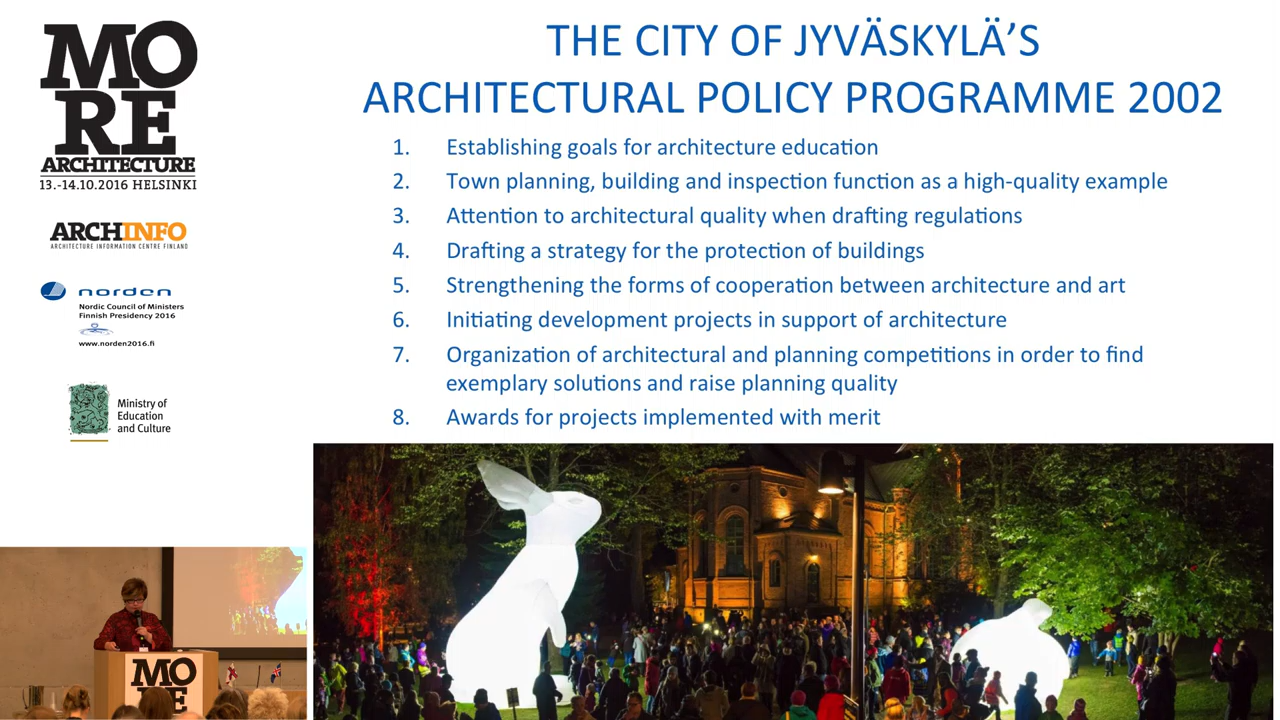 MO
RE
ARCHITECTURE
13.-14.10.2016 HELSINKI
ARCHINFO
ARCHITECTURE INFORMATION CENTRE FINLAND
norden
Nordic Council of Ministers
Finnish Presidency 2016
www.norden2016.fi
Ministry of
Education
and Culture
THE CITY OF JYVÄSKYLÄ’S
ARCHITECTURAL POLICY PROGRAMME 2002
1. Establishing goals for architecture education
2. Town planning, building and inspection function as a high-quality example
3. Attention to architectural quality when drafting regulations
4. Drafting a strategy for the protection of buildings
5. Strengthening the forms of cooperation between architecture and art
6. Initiating development projects in support of architecture
7. Organization of architectural and planning competitions in order to find
exemplary solutions and raise planning quality
8. Awards for projects implemented with merit
MO
RE